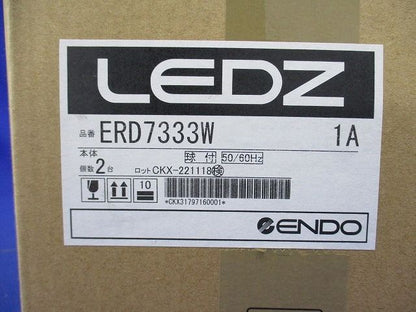 LEDZ
品番 ERD7333W 1A
本体 球付 50/60Hz
個数 2台 ロット CKX-221118 検
10
*CKX31797160001*
ENDO